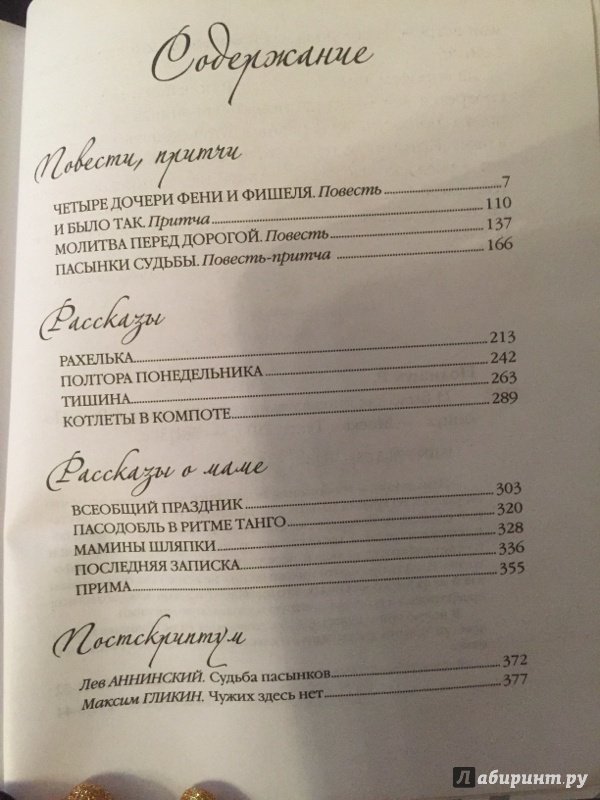 Содержание
Повести, притчи
ЧЕТЫРЕ ДОЧЕРИ ФЕНИ И ФИШЕЛЯ. Повесть 7
И БЫЛО ТАК. Притча 110
МОЛИТВА ПЕРЕД ДОРОГОЙ. Повесть 137
ПАСЫНКИ СУДЬБЫ. Повесть-притча 166
Рассказы
РАХЕЛЬКА 213
ПОЛТОРА ПОНЕДЕЛЬНИКА 242
ТИШИНА 263
КОТЛЕТЫ В КОМПОТЕ 289
Рассказы о маме
ВСЕОБЩИЙ ПРАЗДНИК 303
ПАСОДОБЛЬ В РИТМЕ ТАНГО 320
МАМИНЫ ШЛЯПКИ 328
ПОСЛЕДНЯЯ ЗАПИСКА 336
ПРИМА 355
Постскриптум
Лев АННИНСКИЙ. Судьба пасынков 372
Максим ГЛИКИН. Чужих здесь нет 377
Лабиринт.ру